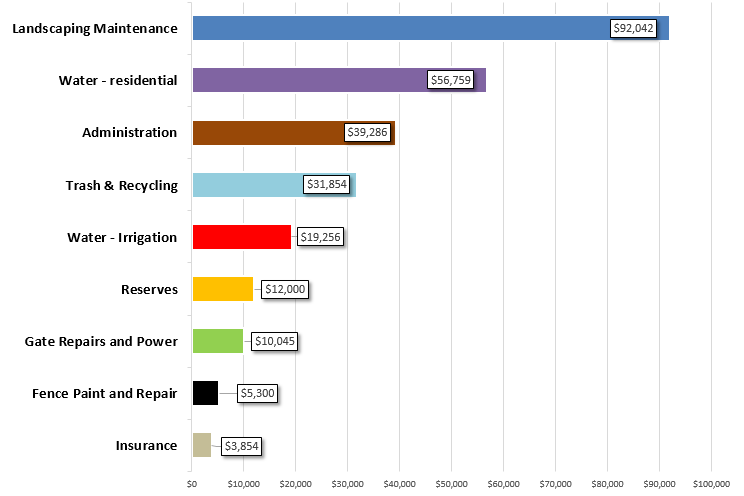 Landscaping Maintenance $92,042
Water - residential $56,759
Administration $39,286
Trash & Recycling $31,854
Water - Irrigation $19,256
Reserves $12,000
Gate Repairs and Power $10,045
Fence Paint and Repair $5,300
Insurance $3,854
$0 $10,000 $20,000 $30,000 $40,000 $50,000 $60,000 $70,000 $80,000 $90,000 $100,000